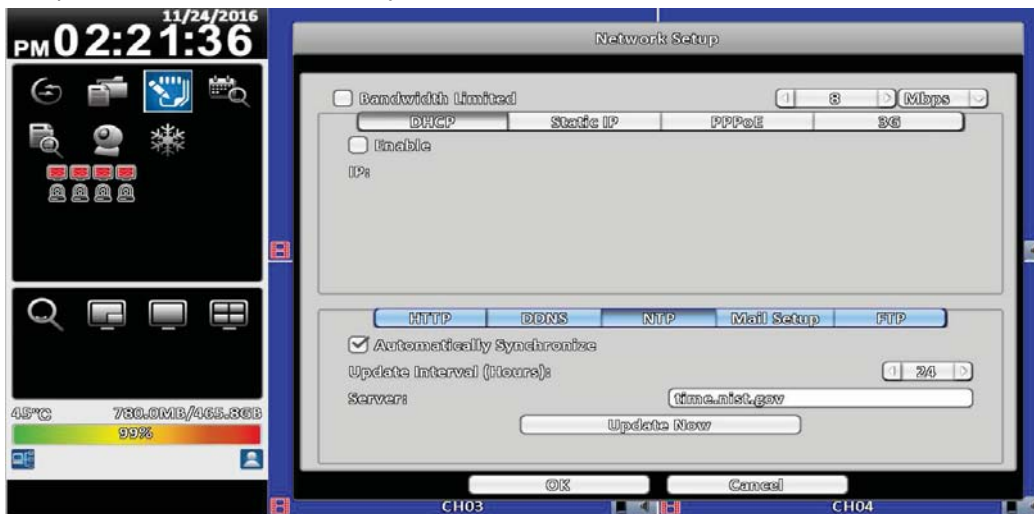 11/24/2016
PM 02:21:36
45°C 780.0MB/465.8GB
99%
Network Setup
Bandwidth Limited 8 Mbps
DHCP Static IP PPPoE 3G
Enable
IP:
HTTP DDNS NTP Mail Setup FTP
Automatically Synchronize
Update Interval (Hours): 24
Server: time.nist.gov
Update Now
OK Cancel
CH03 CH04